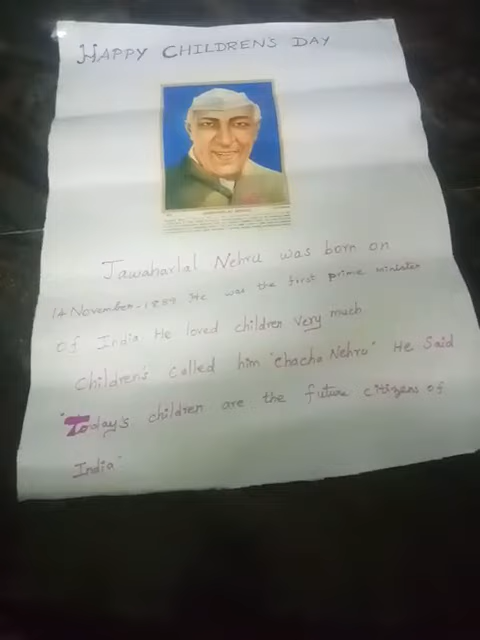 HAPPY CHILDREN'S DAY
Jawaharlal Nehru was born on
14 November-1889 He was the first prime minister
Of India He loved children very much
Children's called him "Chacha Nehru" He Said
"Today's children are the future citizens of
India"